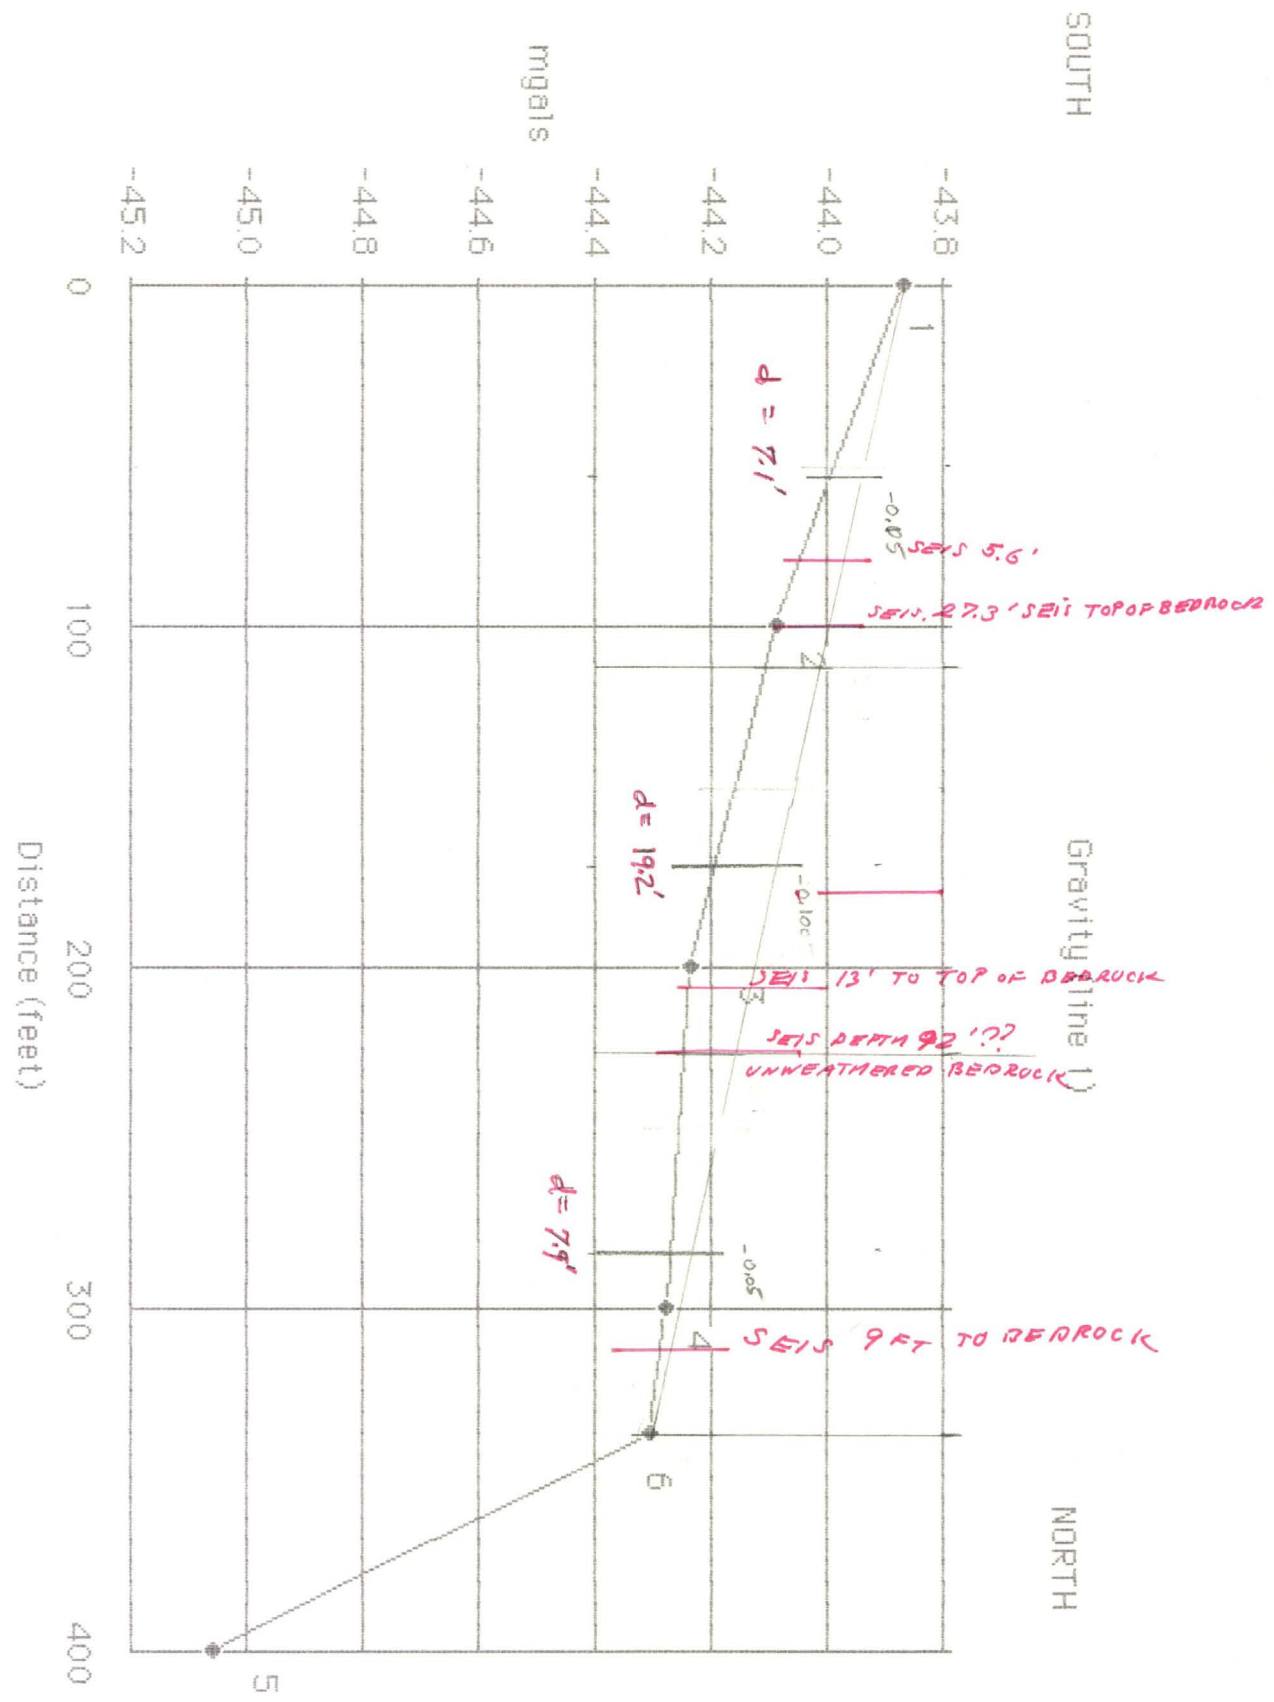 SOUTH
Gravity (line 1)
NORTH
mgals
-43.8
-44.0
-44.2
-44.4
-44.6
-44.8
-45.0
-45.2
0
100
200
300
400
Distance (feet)
1
2
3
4
6
5
-0.05
-0.100
-0.05
d = 7.1'
d = 19.2'
d = 7.9'
SEIS 5.6'
SEIS. 27.3' SEIS TOP OF BEDROCK
SEIS 13' TO TOP OF BEDROCK
SEIS DEPTH 92'??
UNWEATHERED BEDROCK
SEIS 9 FT TO BEDROCK